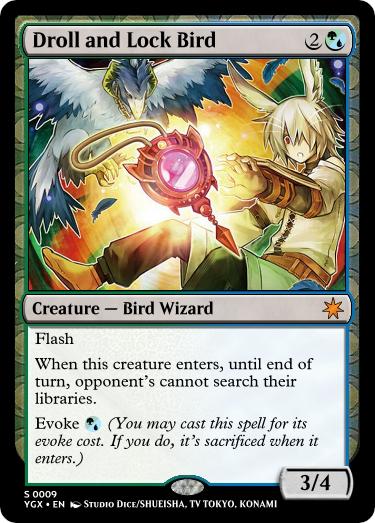 Droll and Lock Bird 2
Creature — Bird Wizard
Flash
When this creature enters, until end of
turn, opponent's cannot search their
libraries.
Evoke (You may cast this spell for its
evoke cost. If you do, it's sacrificed when it
enters.)
3/4
S 0009
YGX • EN Studio Dice/SHUEISHA, TV TOKYO, KONAMI